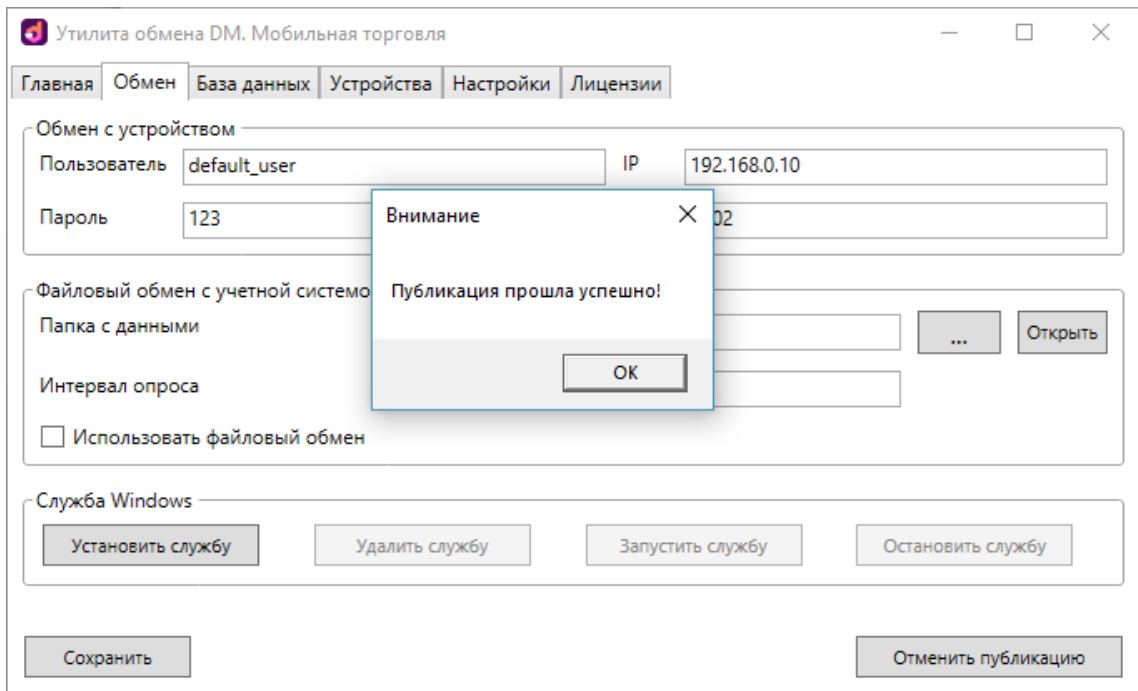 Утилита обмена DM. Мобильная торговля
Главная Обмен База данных Устройства Настройки Лицензии
Обмен с устройством
Пользователь default_user IP 192.168.0.10
Пароль 123 02
Внимание
Публикация прошла успешно!
OK
Файловый обмен с учетной системо
Папка с данными ... Открыть
Интервал опроса
Использовать файловый обмен
Служба Windows
Установить службу Удалить службу Запустить службу Остановить службу
Сохранить Отменить публикацию